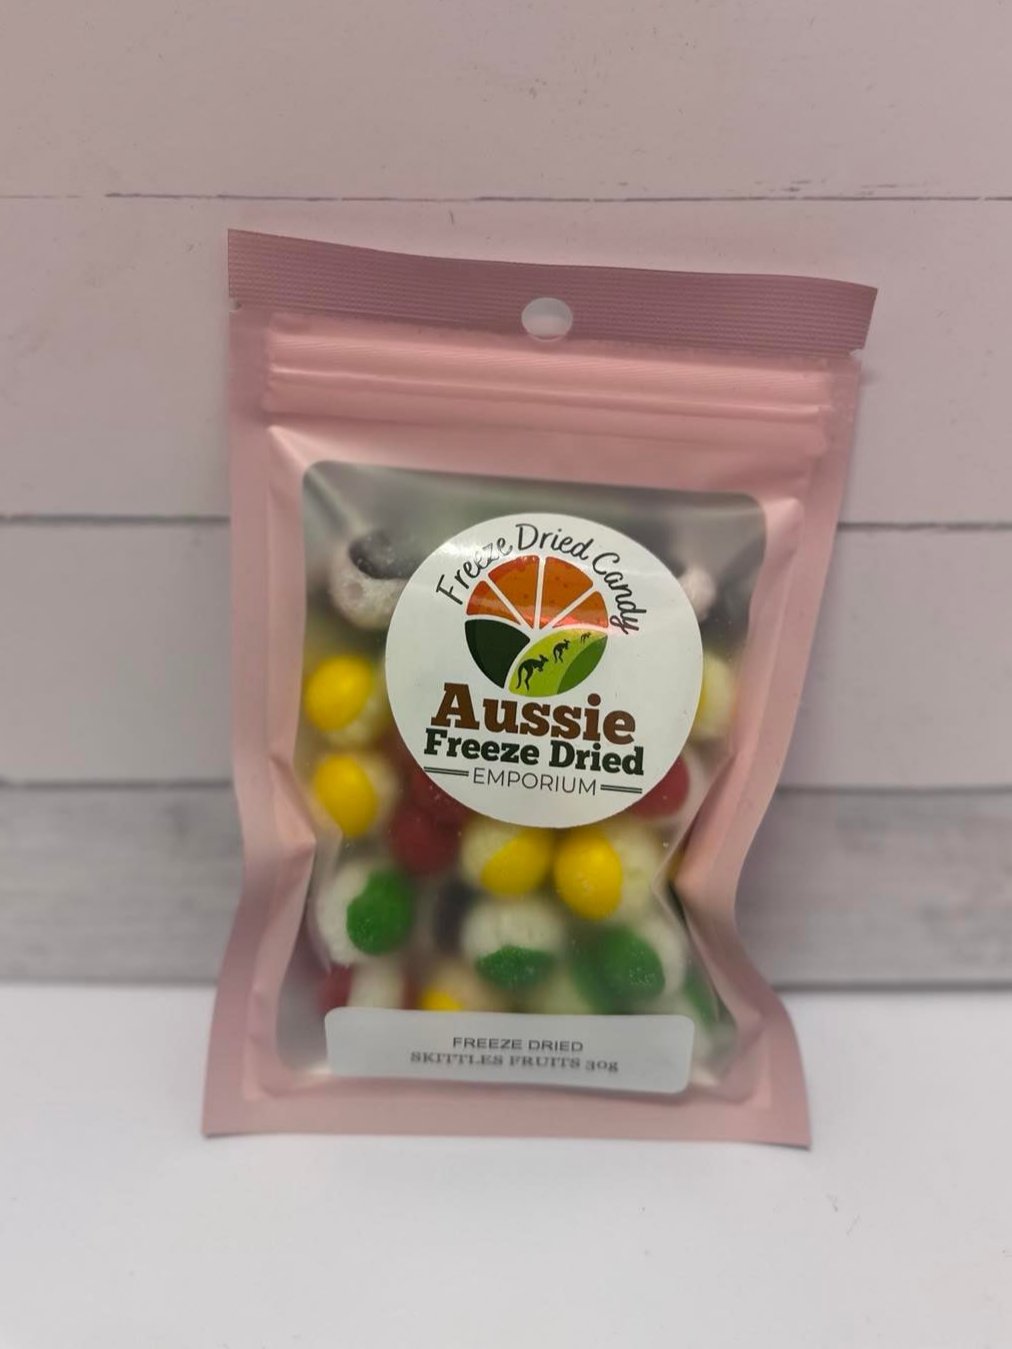 Freeze Dried Candy
Aussie
Freeze Dried
EMPORIUM
FREEZE DRIED
SKITTLES FRUITS 30g